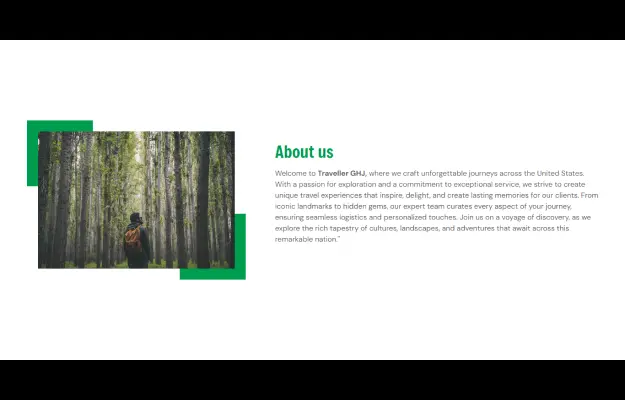 About us
Welcome to Traveller GHJ, where we craft unforgettable journeys across the United States.
With a passion for exploration and a commitment to exceptional service, we strive to create
unique travel experiences that inspire, delight, and create lasting memories for our clients. From
iconic landmarks to hidden gems, our expert team curates every aspect of your journey,
ensuring seamless logistics and personalized touches. Join us on a voyage of discovery, as we
explore the rich tapestry of cultures, landscapes, and adventures that await across this
remarkable nation."